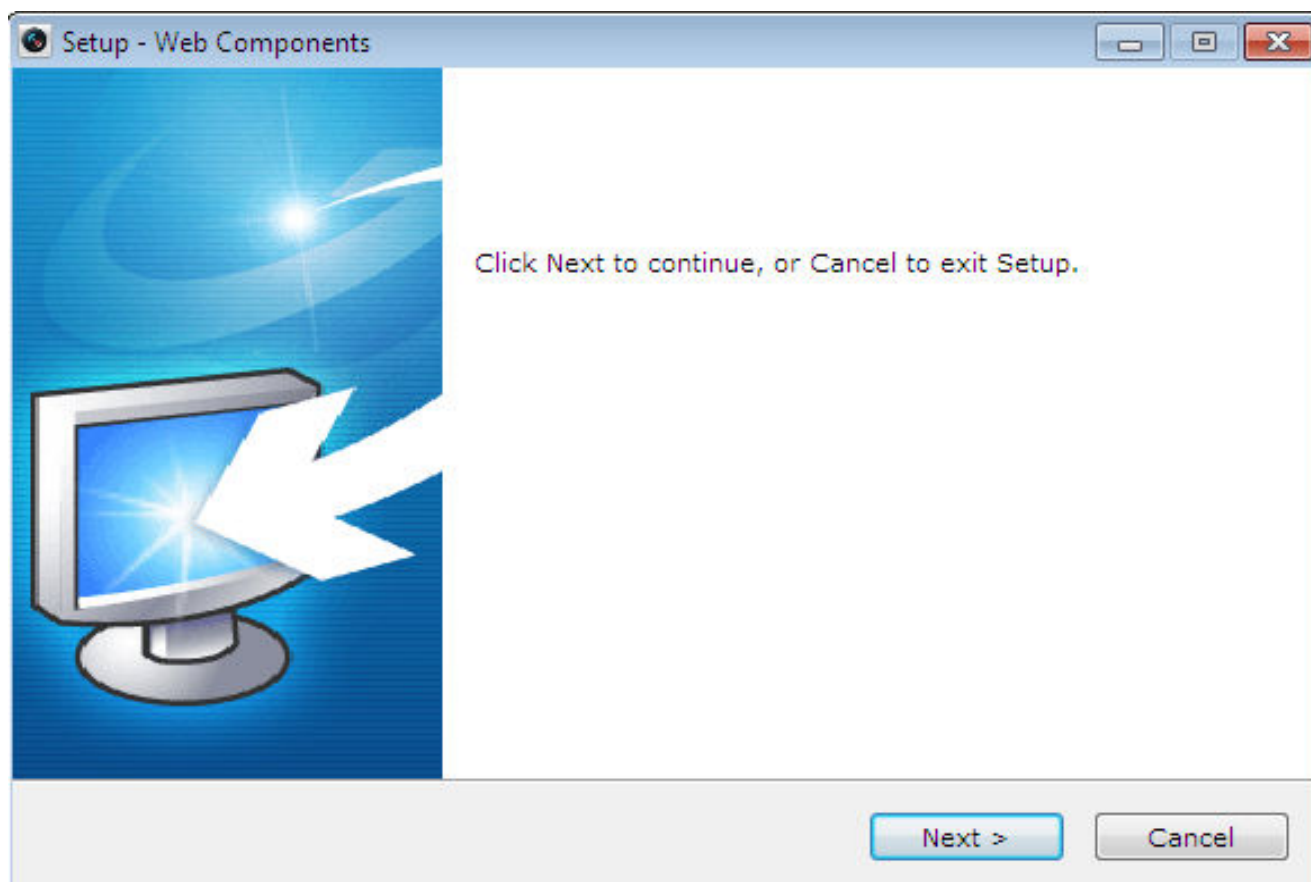 Setup - Web Components
Click Next to continue, or Cancel to exit Setup.
Next >
Cancel